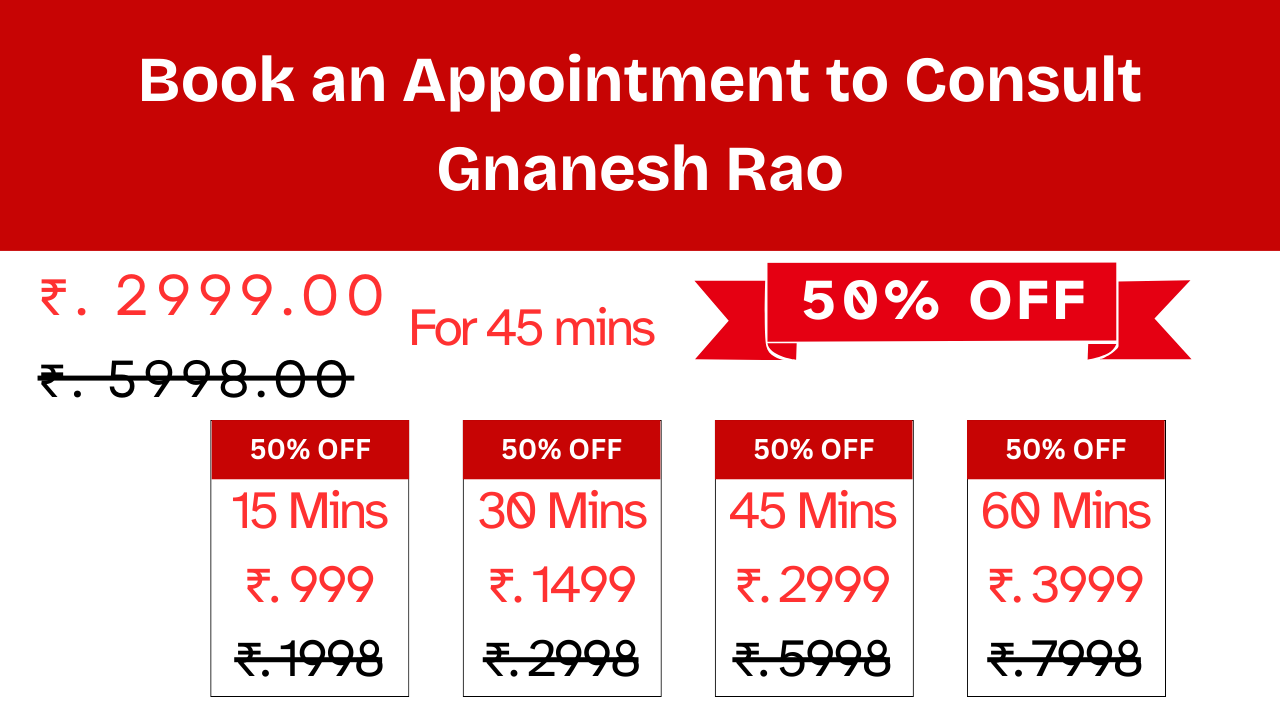 Book an Appointment to Consult
Gnanesh Rao
₹. 2999.00
For 45 mins
50% OFF
₹. 5998.00
50% OFF
15 Mins
₹. 999
₹. 1998
50% OFF
30 Mins
₹. 1499
₹. 2998
50% OFF
45 Mins
₹. 2999
₹. 5998
50% OFF
60 Mins
₹. 3999
₹. 7998